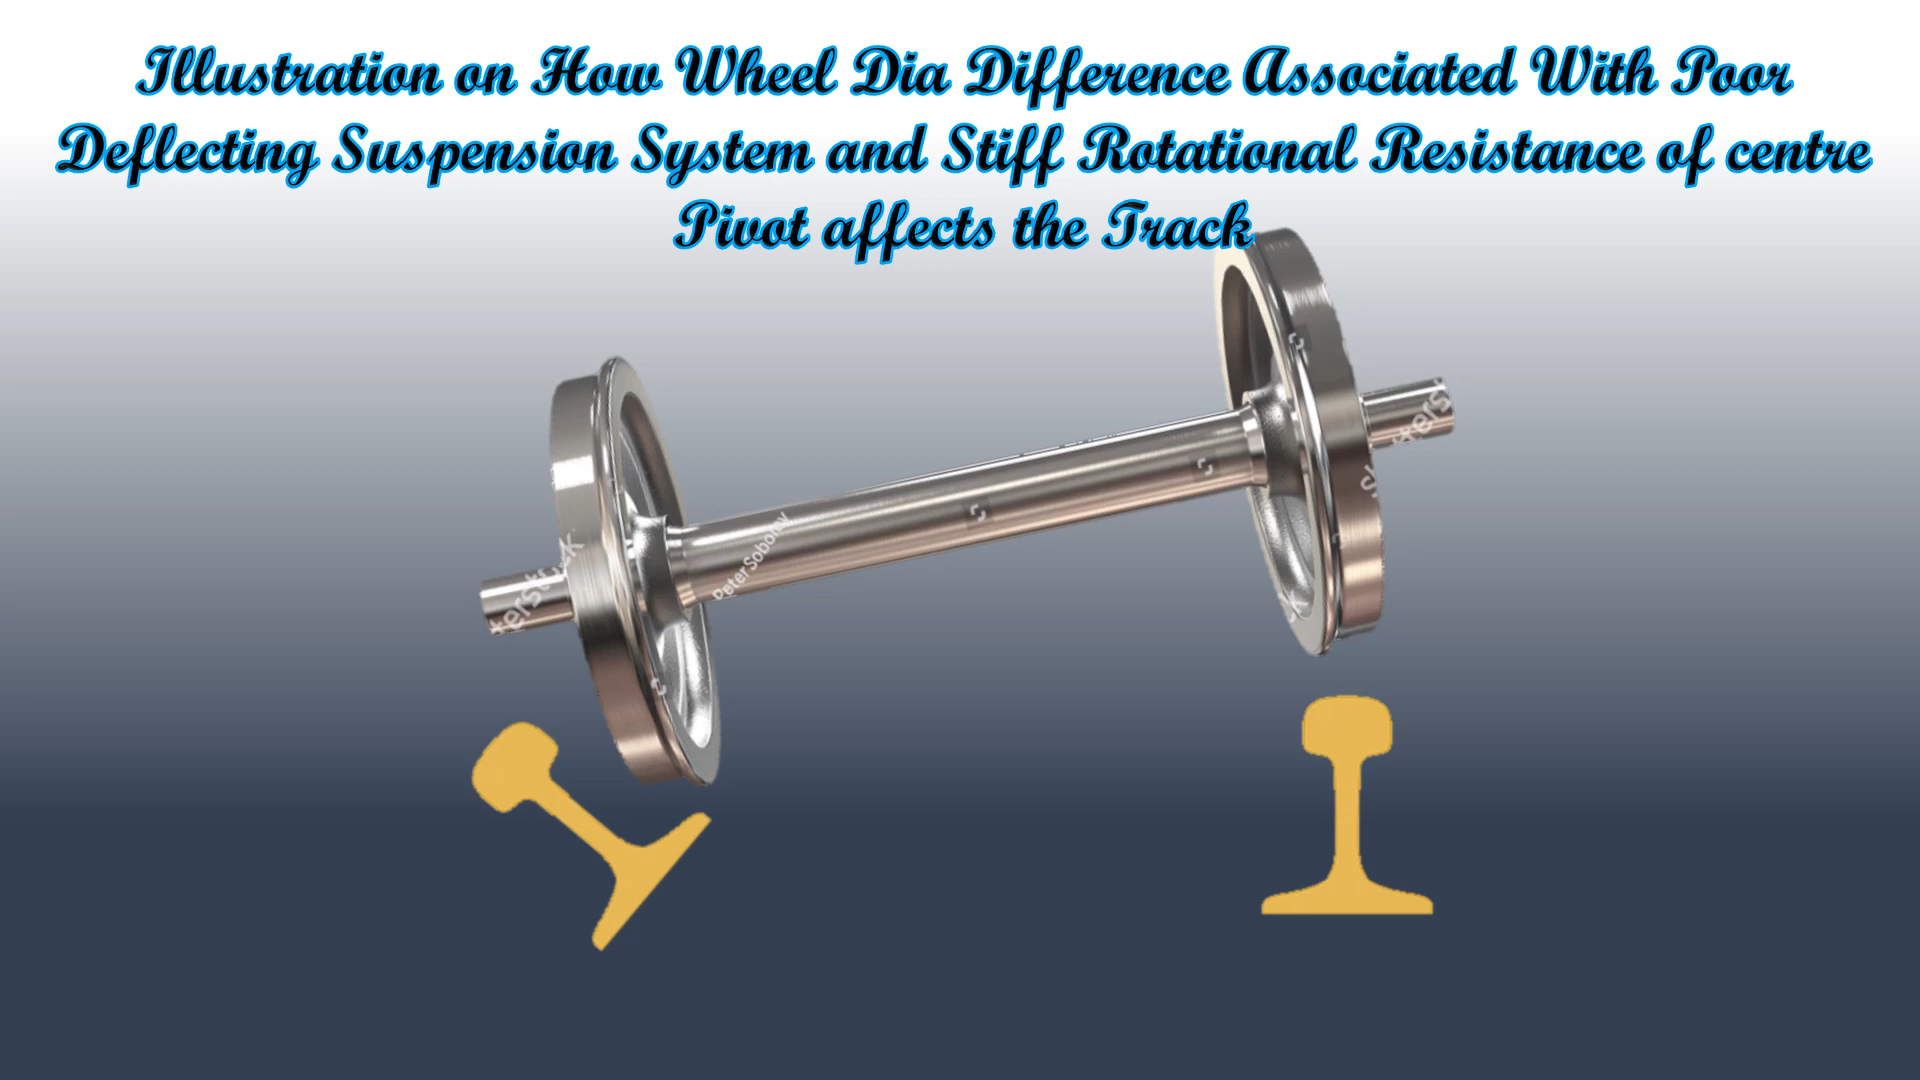 Illustration on How Wheel Dia Difference Associated With Poor
Deflecting Suspension System and Stiff Rotational Resistance of centre
Pivot affects the Track
PeterSobolev